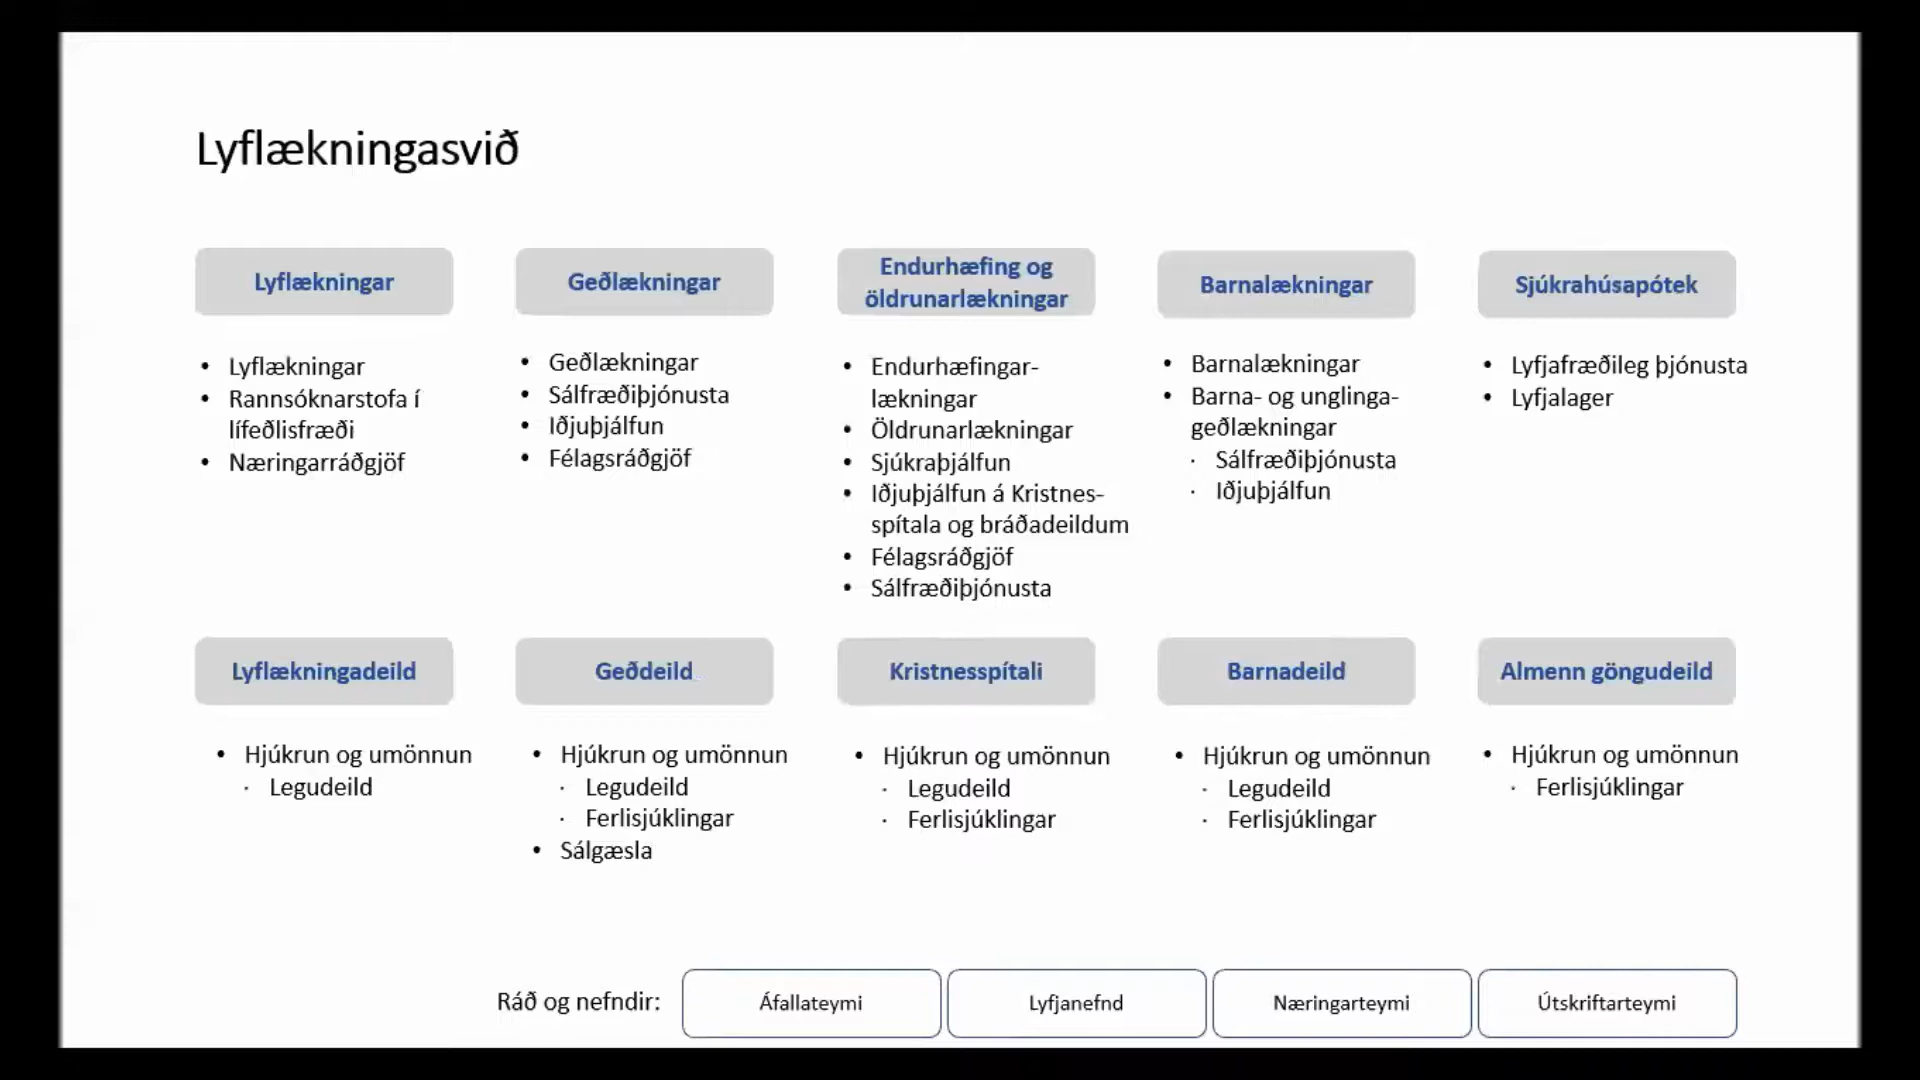 Lyflækningasvið
Lyflækningar
Geðlækningar
Endurhæfing og
öldrunarlækningar
Barnalækningar
Sjúkrahúsapótek
• Lyflækningar
• Rannsóknarstofa í
lífeðlisfræði
• Næringarráðgjöf
• Geðlækningar
• Sálfræðiþjónusta
• Iðjuþjálfun
• Félagsráðgjöf
• Endurhæfingar-
lækningar
• Öldrunarlækningar
• Sjúkraþjálfun
• Iðjuþjálfun á Kristnes-
spítala og bráðadeildum
• Félagsráðgjöf
• Sálfræðiþjónusta
• Barnalækningar
• Barna- og unglinga-
geðlækningar
· Sálfræðiþjónusta
· Iðjuþjálfun
• Lyfjafræðileg þjónusta
• Lyfjalager
Lyflækningadeild
Geðdeild
Kristnesspítali
Barnadeild
Almenn göngudeild
• Hjúkrun og umönnun
· Legudeild
• Hjúkrun og umönnun
· Legudeild
· Ferlisjúklingar
• Sálgæsla
• Hjúkrun og umönnun
· Legudeild
· Ferlisjúklingar
• Hjúkrun og umönnun
· Legudeild
· Ferlisjúklingar
• Hjúkrun og umönnun
· Ferlisjúklingar
Ráð og nefndir:
Áfallateymi
Lyfjanefnd
Næringarteymi
Útskriftarteymi